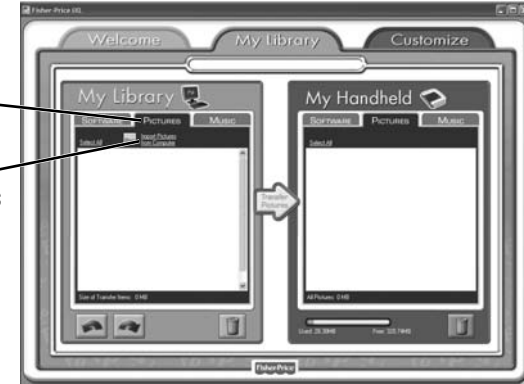 Fisher-Price iXL
Welcome
My Library
Customize
My Library
My Handheld
SOFTWARE
PICTURES
MUSIC
SOFTWARE
PICTURES
MUSIC
Select All
Import Pictures
from Computer
Select All
Transfer
Pictures
s
Size of Transfer Items: 0 MB
All Pictures: 0 MB
Fisher-Price